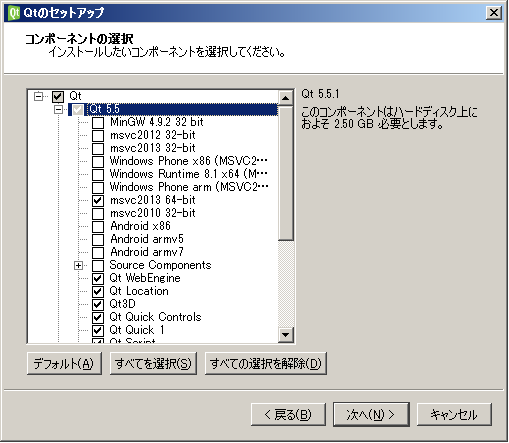 Qtのセットアップ
コンポーネントの選択
インストールしたいコンポーネントを選択してください。
Qt
Qt 5.5
MinGW 4.9.2 32 bit
msvc2012 32-bit
msvc2013 32-bit
Windows Phone x86 (MSVC2…
Windows Runtime 8.1 x64 (M…
Windows Phone arm (MSVC2…
msvc2013 64-bit
msvc2010 32-bit
Android x86
Android armv5
Android armv7
Source Components
Qt WebEngine
Qt Location
Qt3D
Qt Quick Controls
Qt Quick 1
Qt Script
Qt 5.5.1
このコンポーネントはハードディスク上に
およそ 2.50 GB 必要とします。
デフォルト(A)
すべてを選択(S)
すべての選択を解除(D)
< 戻る(B)
次へ(N) >
キャンセル